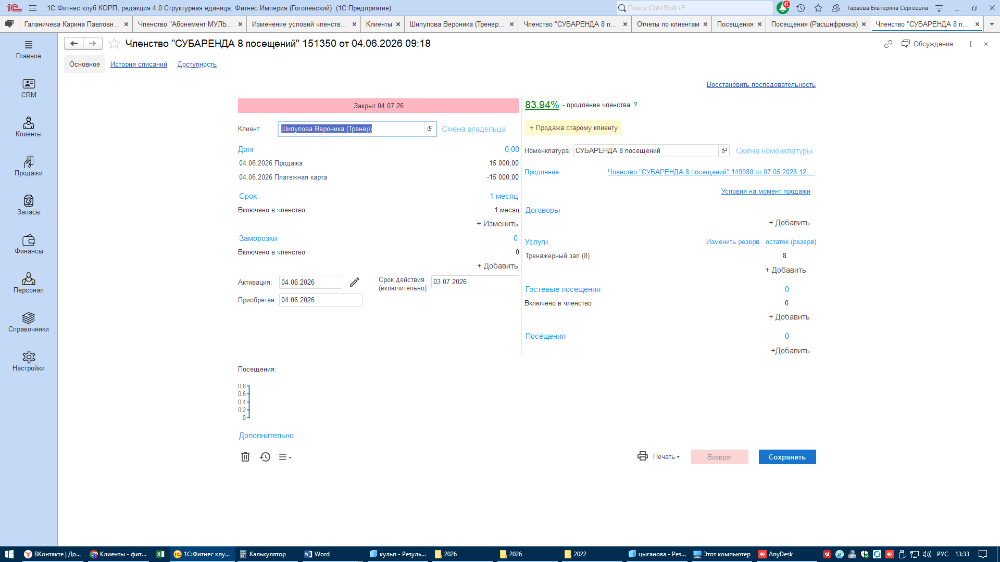 1С:Фитнес клуб КОРП, редакция 4.0 Структурная единица: Фитнес Империя (Гоголевский)  (1С:Предприятие)
Поиск Ctrl+Shift+F
6
Тараева Екатерина Сергеевна
Галаничева Карина Павловн...
Членство "Абонемент МУЛЬ...
Изменение условий членств...
Клиенты
Шипулова Вероника (Тренер...
Членство "СУБАРЕНДА 8 п...
Отчеты по клиентам
Посещения
Посещения (Расшифровка)
Членство "СУБАРЕНДА 8 п...
Главное
CRM
Клиенты
Продажи
Запасы
Финансы
Персонал
Справочники
Настройки
Членство "СУБАРЕНДА 8 посещений" 151350 от 04.06.2026 09:18
Обсуждение
Основное
История списаний
Доступность
Восстановить последовательность
Закрыт 04.07.26
Клиент: Шипулова Вероника (Тренер) Смена владельца
Долг 0,00
04.06.2026 Продажа 15 000,00
04.06.2026 Платежная карта -15 000,00
Срок 1 месяц
Включено в членство 1 месяц
+ Изменить
Заморозки 0
Включено в членство 0
+ Добавить
Активация: 04.06.2026
Срок действия
(включительно): 03.07.2026
Приобретен: 04.06.2026
83,94% - продление членства ?
+ Продажа старому клиенту
Номенклатура: СУБАРЕНДА 8 посещений Смена номенклатуры
Продление Членство "СУБАРЕНДА 8 посещений" 149980 от 07.05.2026 12:...
Условия на момент продажи
Договоры
+ Добавить
Услуги Изменить резерв остаток (резерв)
Тренажерный зал (8) 8
+ Добавить
Гостевые посещения 0
Включено в членство 0
+ Добавить
Посещения 0
+Добавить
Посещения:
0,8
0,6
0,4
0,2
0
Дополнительно
Печать
Возврат
Сохранить
ВКонтакте | До...
Клиенты - фит...
1С:Фитнес клу...
Калькулятор
Word
кульп - Резуль...
2026
2026
2022
цыганова - Рез...
Этот компьютер
AnyDesk
24
РУС
13:33